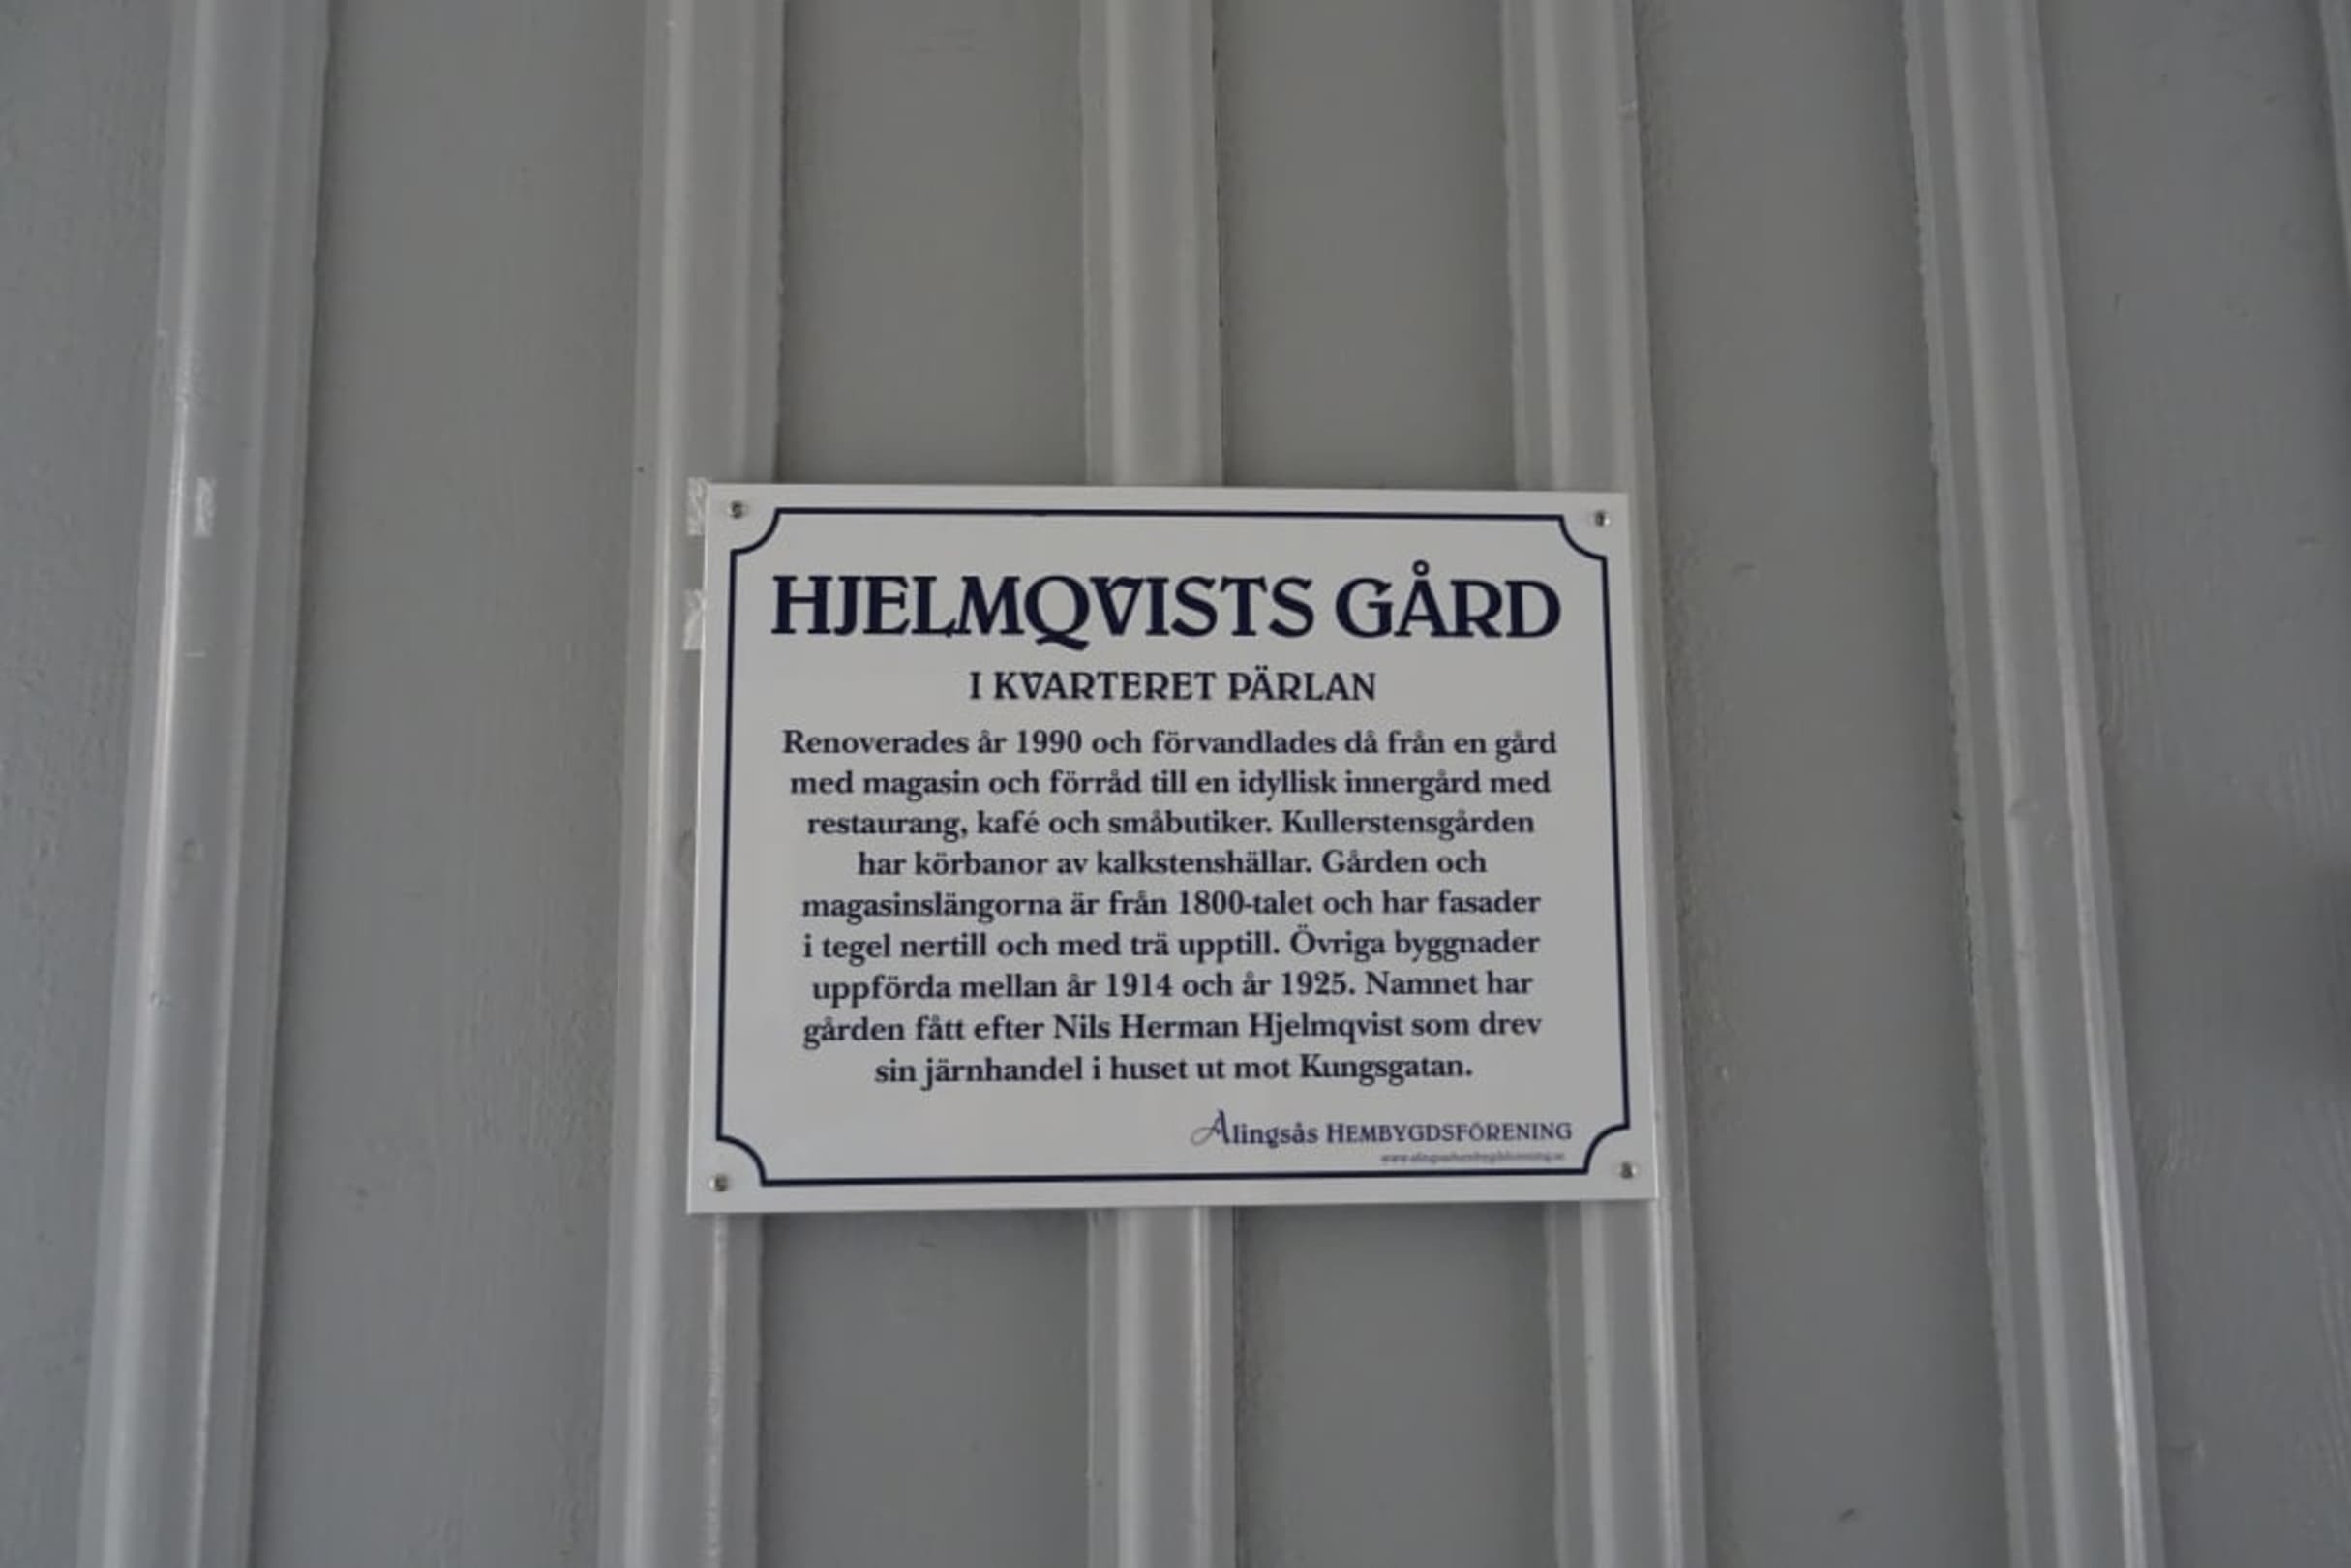 HJELMQVISTS GÅRD
I KVARTERET PÄRLAN
Renoverades år 1990 och förvandlades då från en gård
med magasin och förråd till en idyllisk innergård med
restaurang, kafé och småbutiker. Kullerstensgården
har körbanor av kalkstenshällar. Gården och
magasinslängorna är från 1800-talet och har fasader
i tegel nertill och med trä upptill. Övriga byggnader
uppförda mellan år 1914 och år 1925. Namnet har
gården fått efter Nils Herman Hjelmqvist som drev
sin järnhandel i huset ut mot Kungsgatan.
Alingsås HEMBYGDSFÖRENING